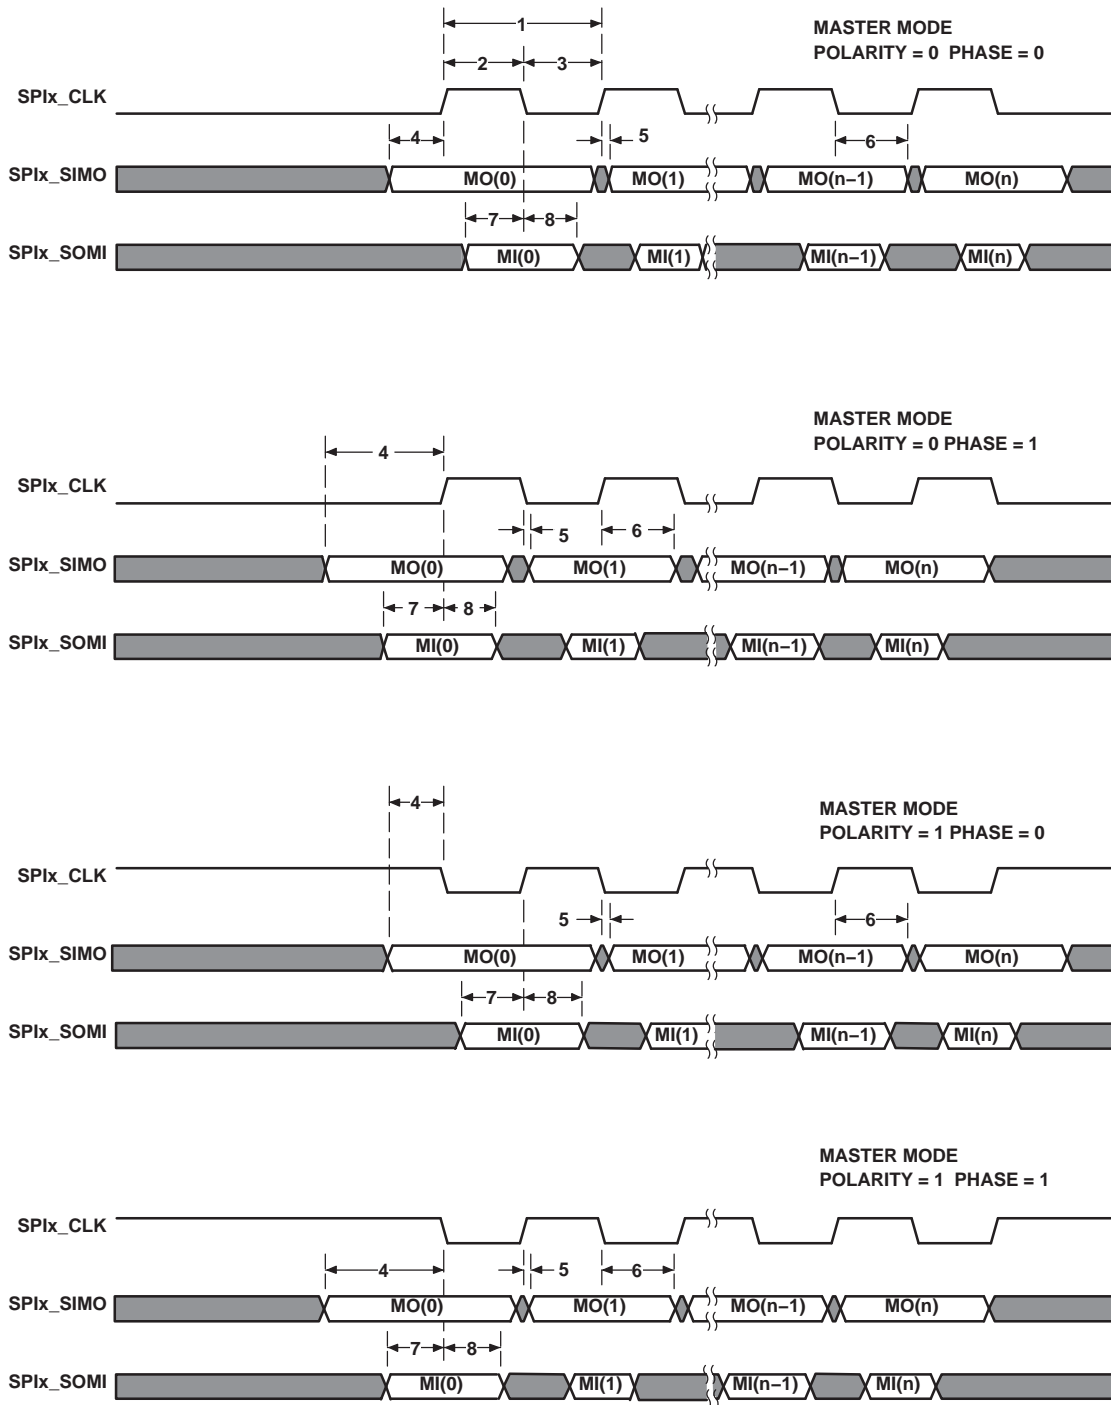 1
MASTER MODE
POLARITY = 0 PHASE = 0
2
3
SPIx_CLK
4
5
6
SPIx_SIMO
MO(0)
MO(1)
MO(n−1)
MO(n)
7
8
SPIx_SOMI
MI(0)
MI(1)
MI(n−1)
MI(n)
MASTER MODE
POLARITY = 0 PHASE = 1
4
SPIx_CLK
5
6
SPIx_SIMO
MO(0)
MO(1)
MO(n−1)
MO(n)
7
8
SPIx_SOMI
MI(0)
MI(1)
MI(n−1)
MI(n)
4
MASTER MODE
POLARITY = 1 PHASE = 0
SPIx_CLK
5
6
SPIx_SIMO
MO(0)
MO(1)
MO(n−1)
MO(n)
7
8
SPIx_SOMI
MI(0)
MI(1)
MI(n−1)
MI(n)
MASTER MODE
POLARITY = 1 PHASE = 1
SPIx_CLK
4
5
6
SPIx_SIMO
MO(0)
MO(1)
MO(n−1)
MO(n)
7
8
SPIx_SOMI
MI(0)
MI(1)
MI(n−1)
MI(n)